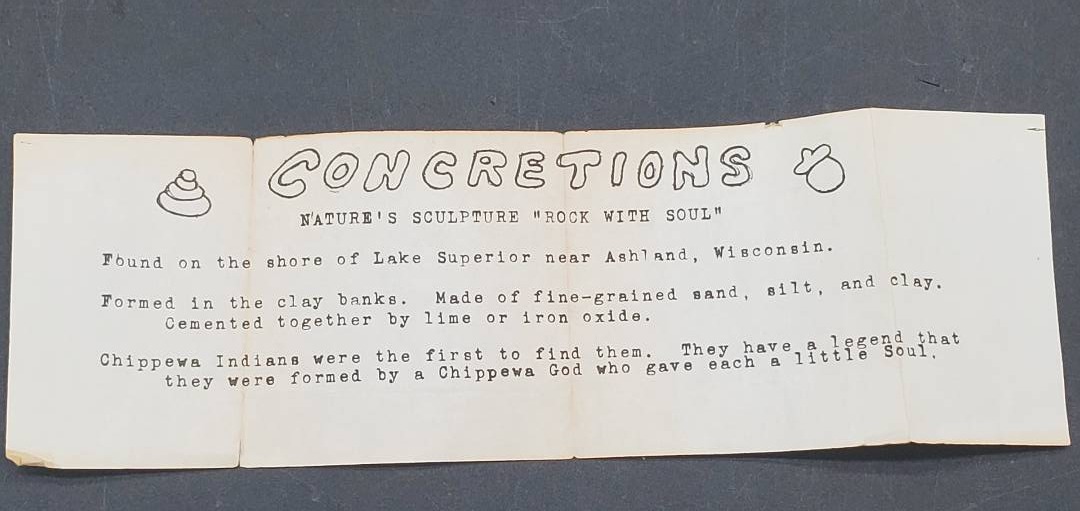 CONCRETIONS
NATURE'S SCULPTURE "ROCK WITH SOUL"
Found on the shore of Lake Superior near Ashland, Wisconsin.
Formed in the clay banks. Made of fine-grained sand, silt, and clay.
Cemented together by lime or iron oxide.
Chippewa Indians were the first to find them. They have a legend that
they were formed by a Chippewa God who gave each a little Soul.